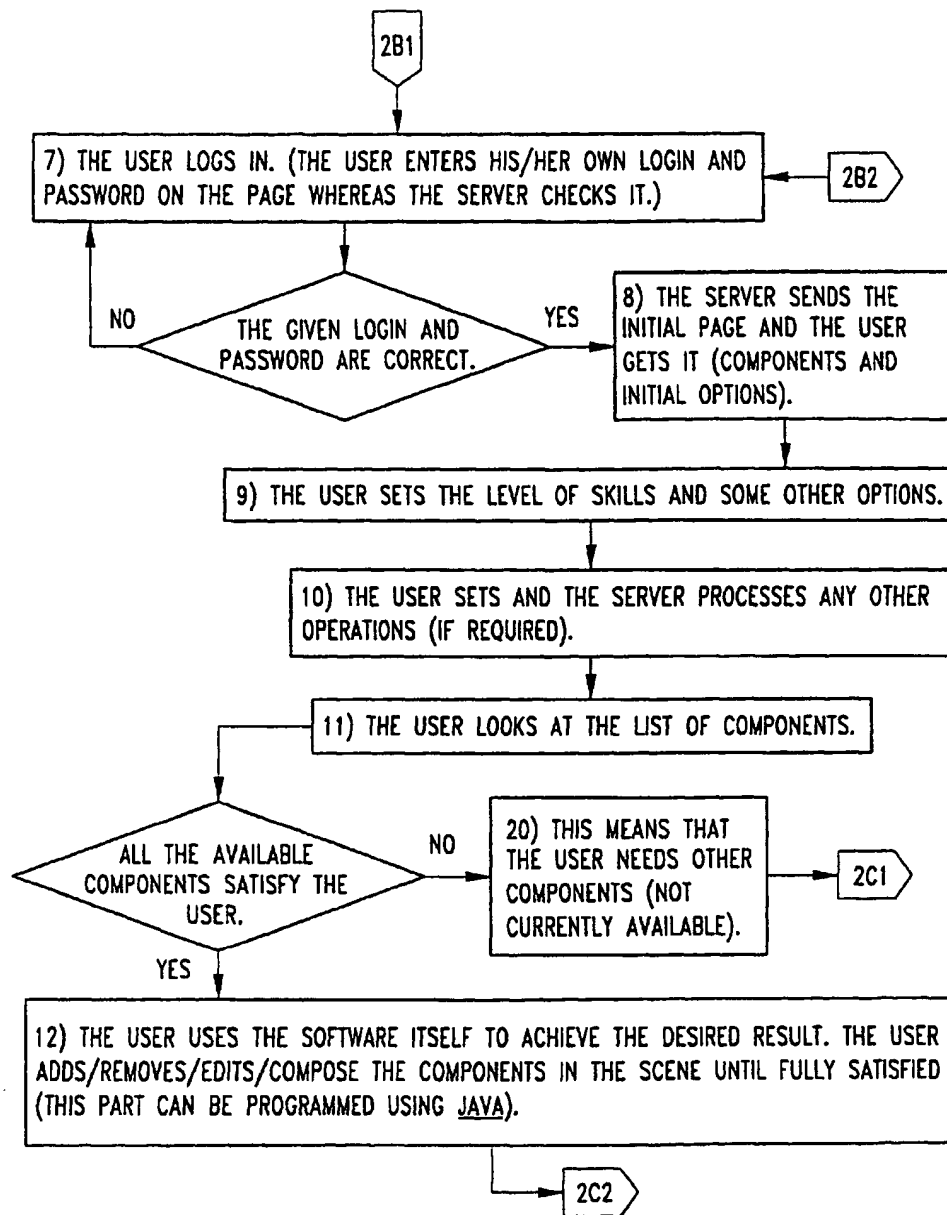 2B1
7) THE USER LOGS IN. (THE USER ENTERS HIS/HER OWN LOGIN AND
PASSWORD ON THE PAGE WHEREAS THE SERVER CHECKS IT.)
2B2
NO
THE GIVEN LOGIN AND
PASSWORD ARE CORRECT.
YES
8) THE SERVER SENDS THE
INITIAL PAGE AND THE USER
GETS IT (COMPONENTS AND
INITIAL OPTIONS).
9) THE USER SETS THE LEVEL OF SKILLS AND SOME OTHER OPTIONS.
10) THE USER SETS AND THE SERVER PROCESSES ANY OTHER
OPERATIONS (IF REQUIRED).
11) THE USER LOOKS AT THE LIST OF COMPONENTS.
ALL THE AVAILABLE
COMPONENTS SATISFY THE
USER.
NO
20) THIS MEANS THAT
THE USER NEEDS OTHER
COMPONENTS (NOT
CURRENTLY AVAILABLE).
2C1
YES
12) THE USER USES THE SOFTWARE ITSELF TO ACHIEVE THE DESIRED RESULT. THE USER
ADDS/REMOVES/EDITS/COMPOSE THE COMPONENTS IN THE SCENE UNTIL FULLY SATISFIED
(THIS PART CAN BE PROGRAMMED USING JAVA).
2C2